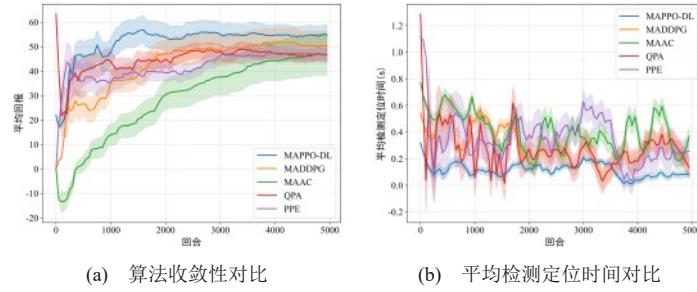 60
50
40
30
20
10
0
-10
-20
平均回报
0 1000 2000 3000 4000 5000
回合
MAPPO-DL
MADDPG
MAAC
QPA
PPE
(a) 算法收敛性对比
1.2
1.0
0.8
0.6
0.4
0.2
0.0
-0.2
平均检测定位时间(s)
0 1000 2000 3000 4000 5000
回合
MAPPO-DL
MADDPG
MAAC
QPA
PPE
(b) 平均检测定位时间对比